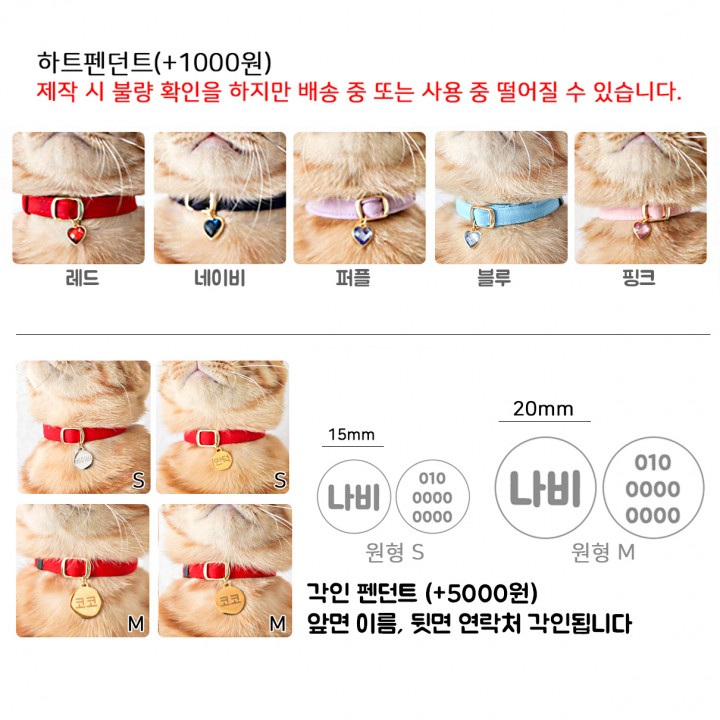 하트펜던트(+1000원)
제작 시 불량 확인을 하지만 배송 중 또는 사용 중 떨어질 수 있습니다.
레드
네이비
퍼플
블루
핑크
S
S
M
M
코코
코코
15mm
20mm
나비
010
0000
0000
나비
010
0000
0000
원형 S
원형 M
각인 펜던트 (+5000원)
앞면 이름, 뒷면 연락처 각인됩니다